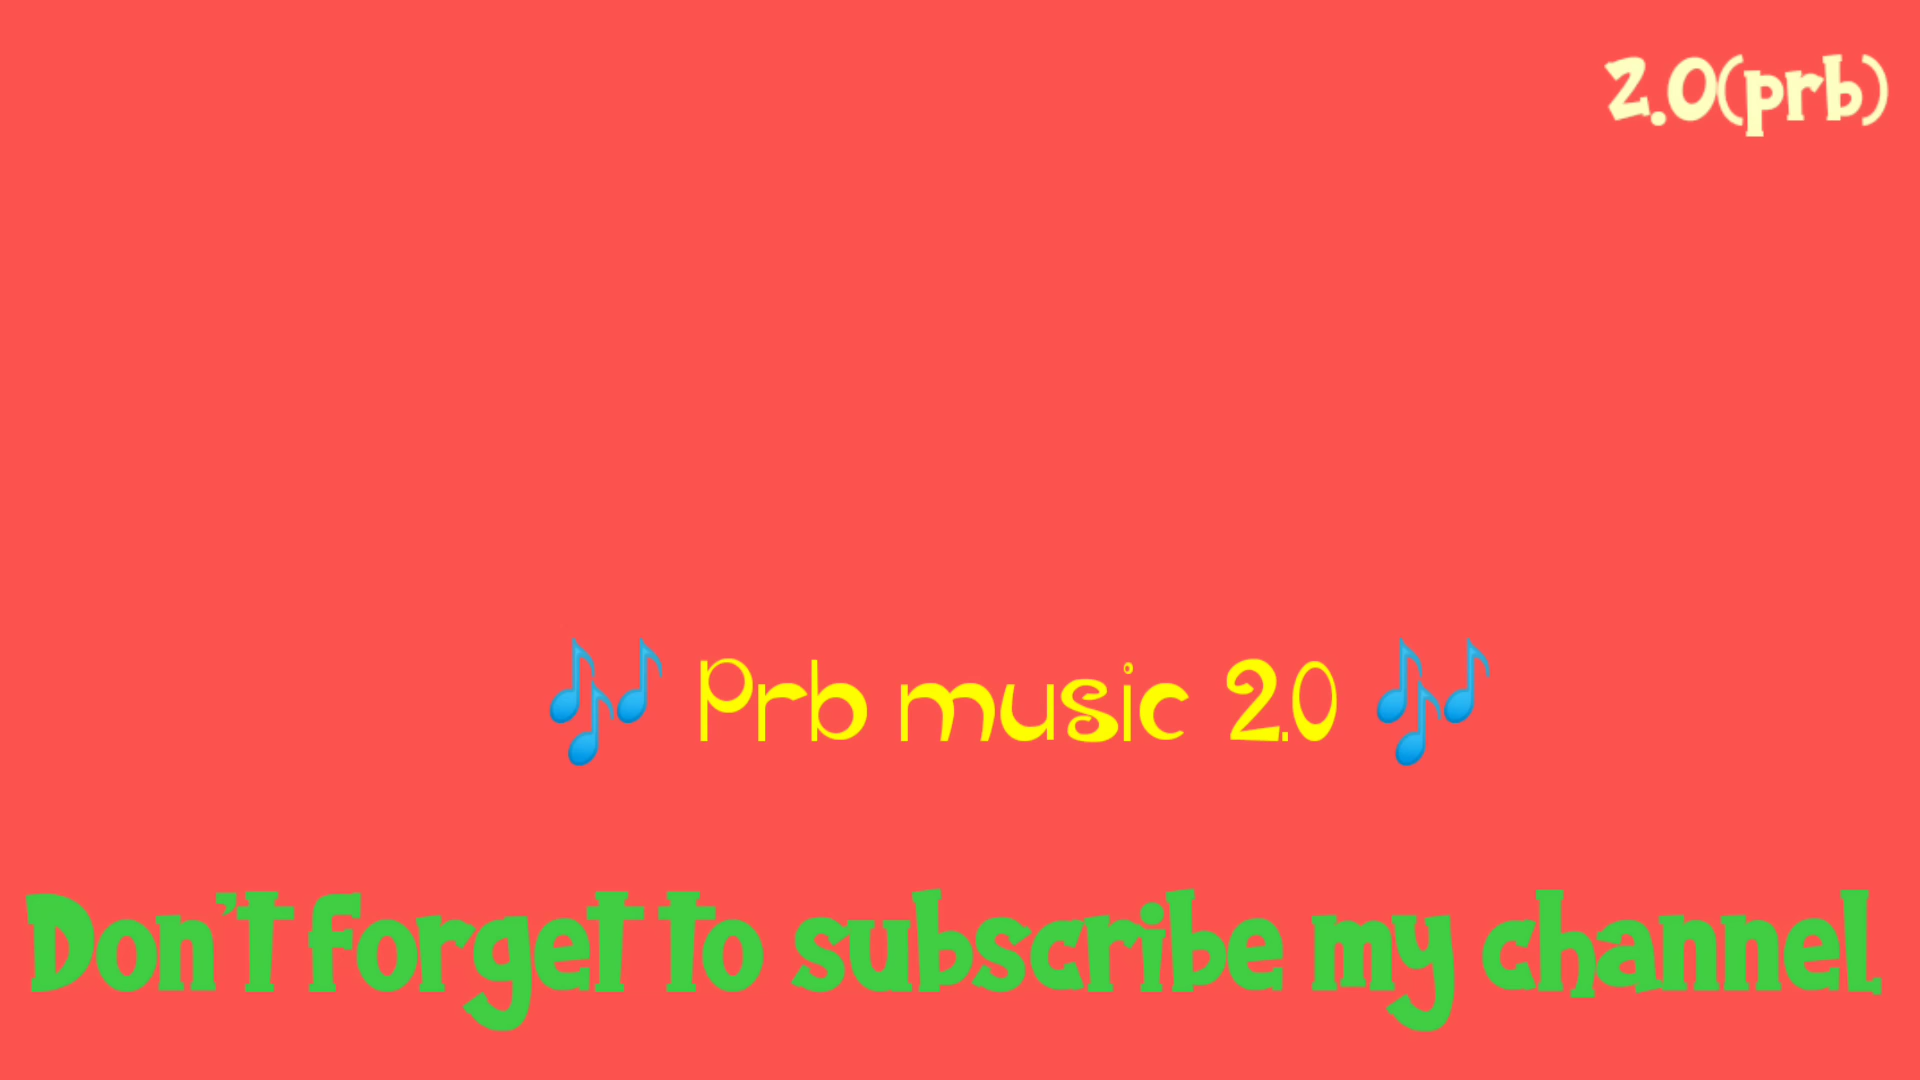 2.0(prb)
🎶 Prb music 2.0 🎶
Don't forget to subscribe my channel